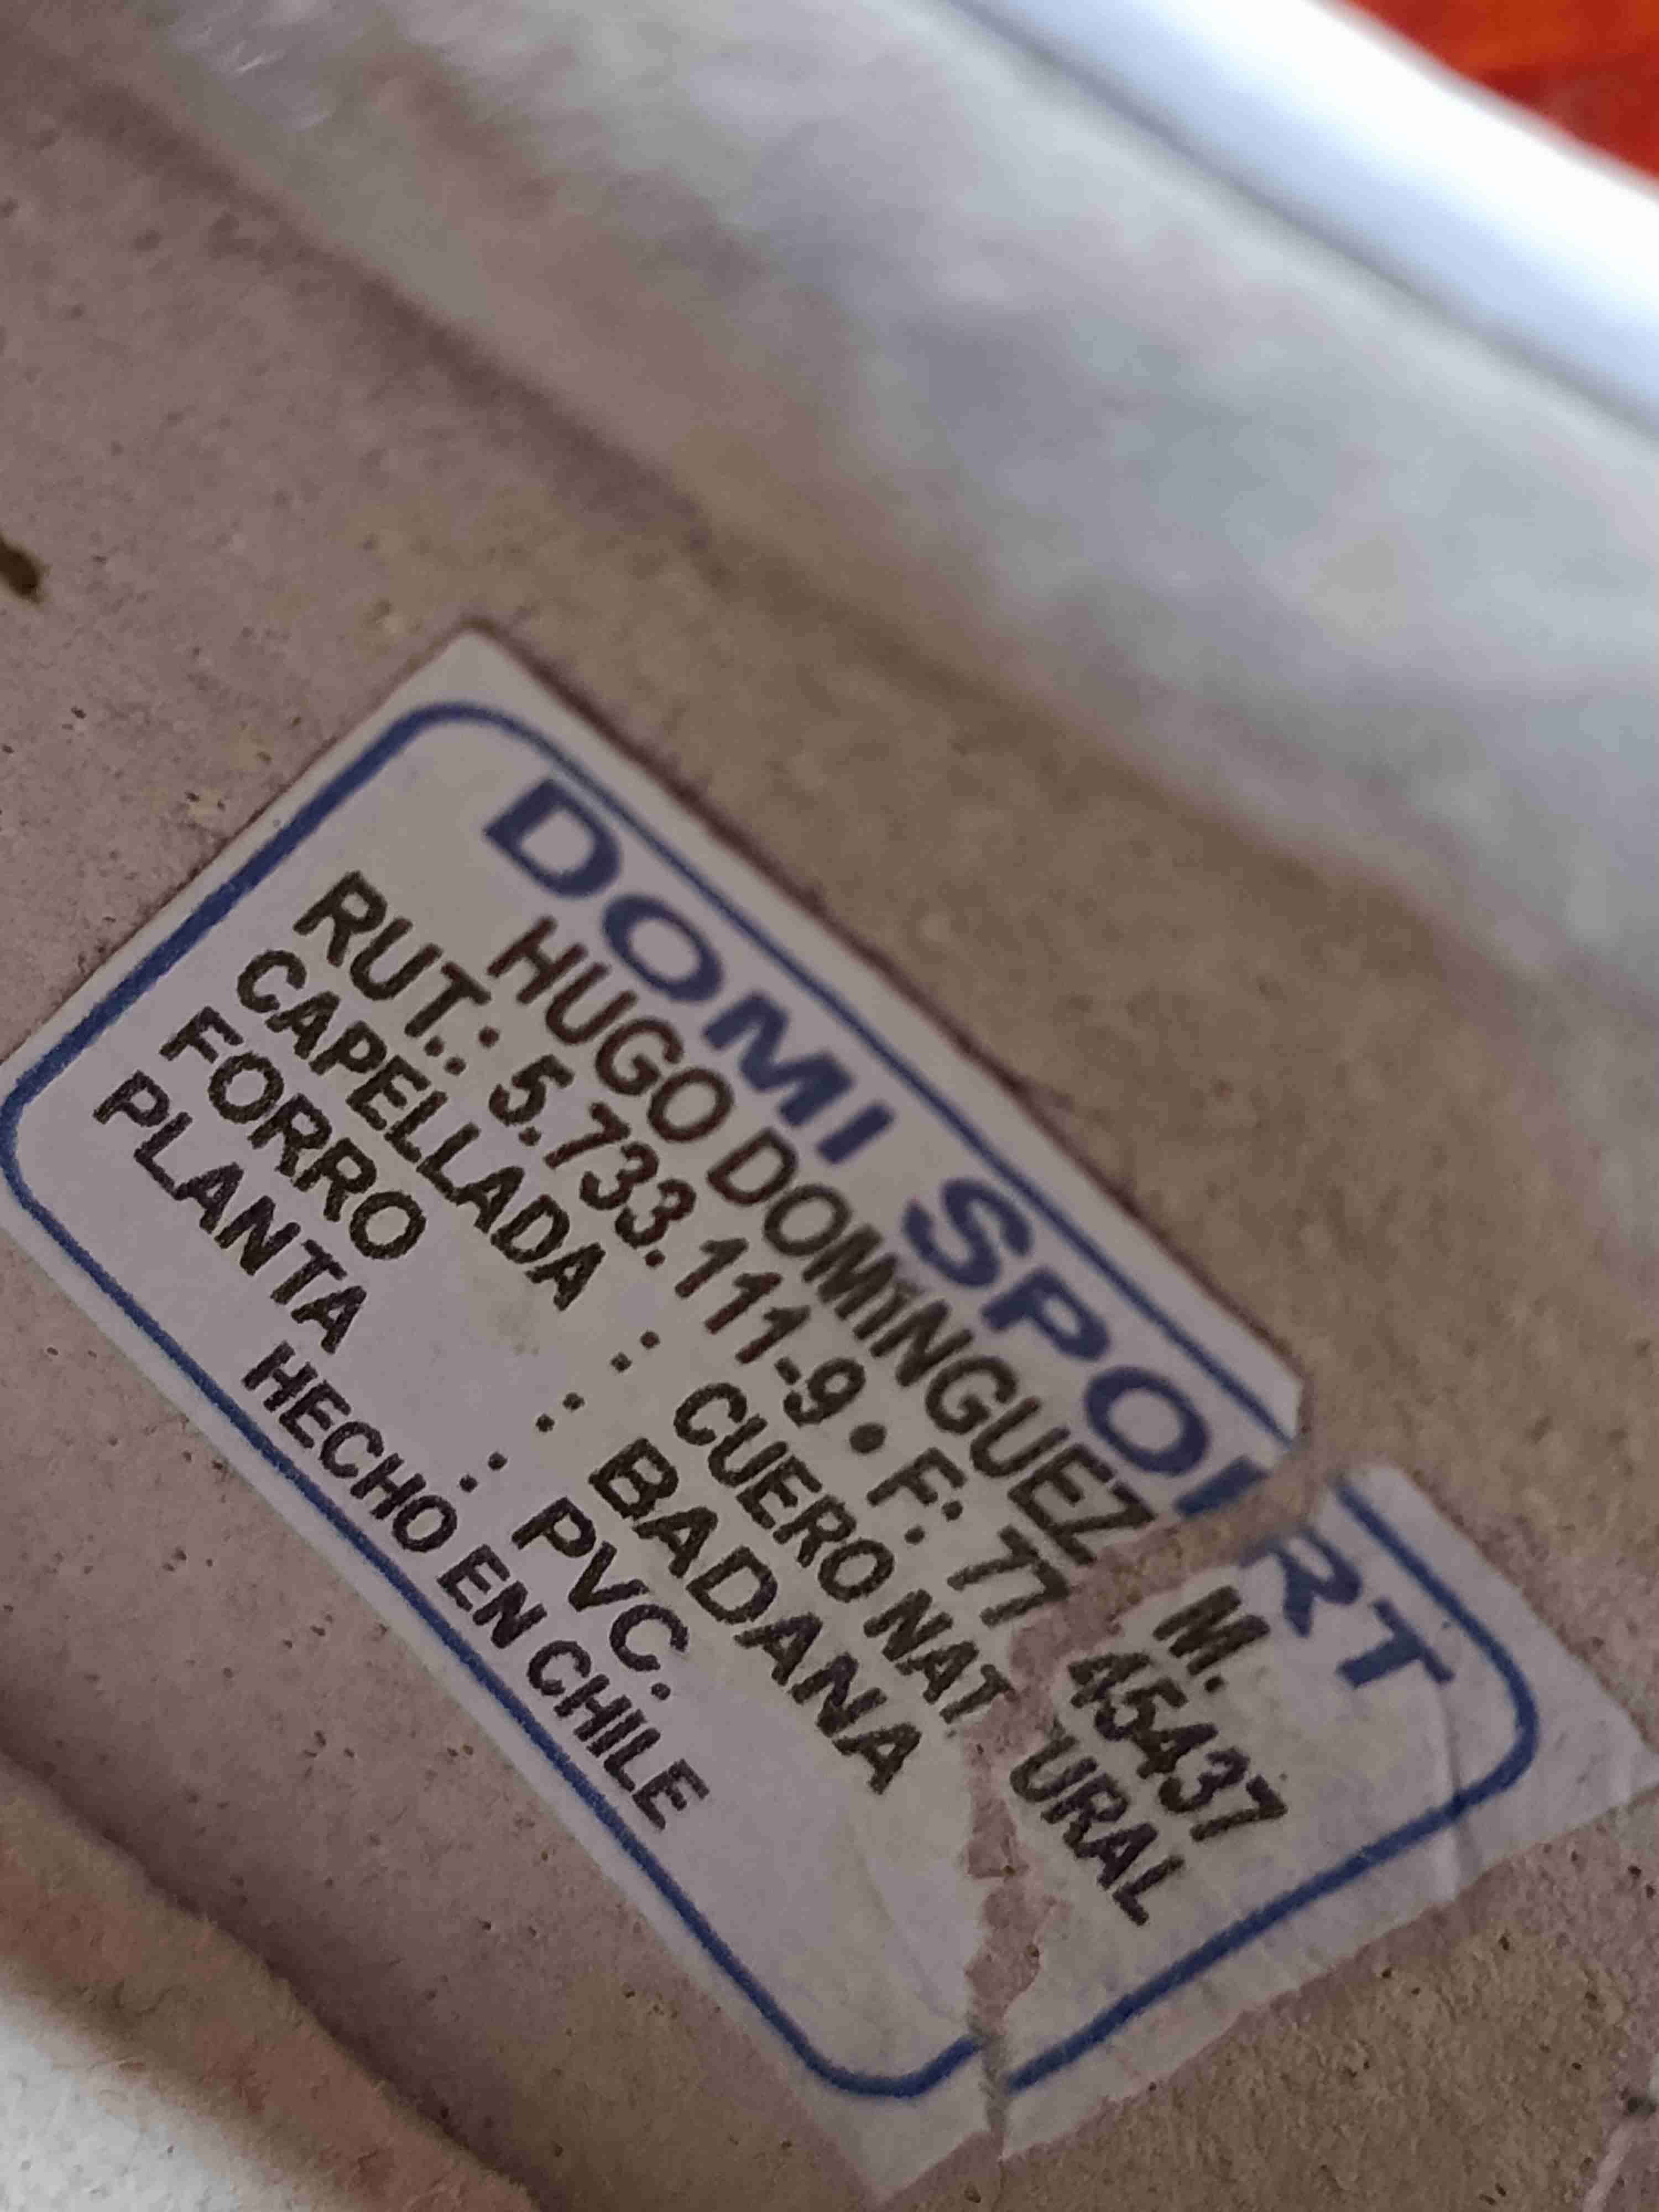 DOMI SPORT
HUGO DOMíNGUEZ M.
RUT.: 5.733.111-9 • F: 77 45437
CAPELLADA : CUERO NATURAL
FORRO : BADANA
PLANTA : PVC.
HECHO EN CHILE